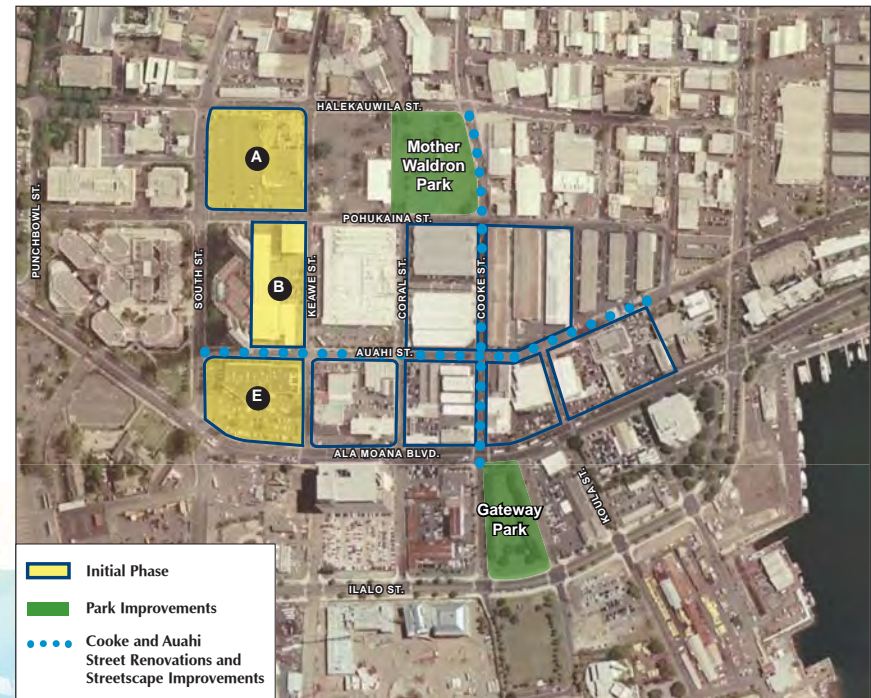 HALEKAUWILA ST.
A
Mother
Waldron
Park
PUNCHBOWL ST.
POHUKAINA ST.
SOUTH ST.
B
KEAWE ST.
CORAL ST.
COOKE ST.
AUAHI ST.
E
ALA MOANA BLVD.
KOULA ST.
Gateway
Park
ILALO ST.
Initial Phase
Park Improvements
Cooke and Auahi
Street Renovations and
Streetscape Improvements